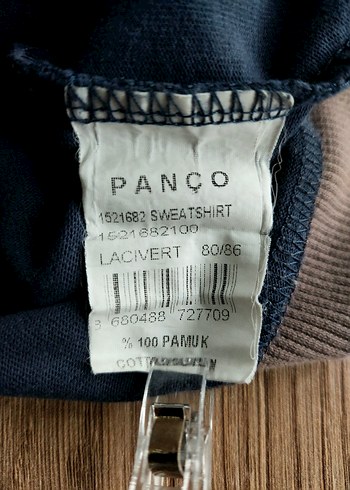 PANÇO
1521682 SWEATSHIRT
1521682100
LACIVERT 80/86
8 680488 727709
% 100 PAMUK